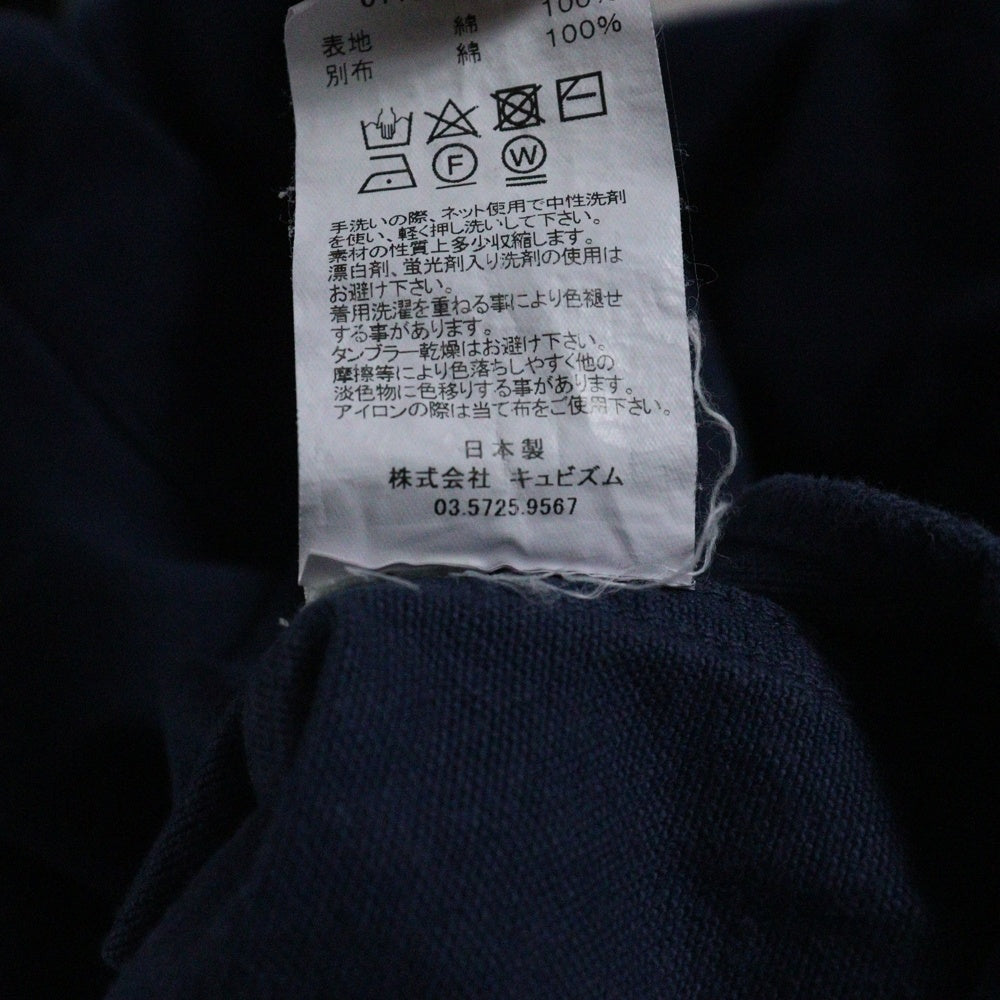 表地 綿 100%
別布 綿 100%
F W
手洗いの際、ネット使用で中性洗剤
を使い、軽く押し洗いして下さい。
素材の性質上多少収縮します。
漂白剤、蛍光剤入り洗剤の使用は
お避け下さい。
着用洗濯を重ねる事により色褪せ
する事があります。
タンブラー乾燥はお避け下さい。
摩擦等により色落ちしやすく他の
淡色物に色移りする事があります。
アイロンの際は当て布をご使用下さい。
日本製
株式会社 キュビズム
03.5725.9567